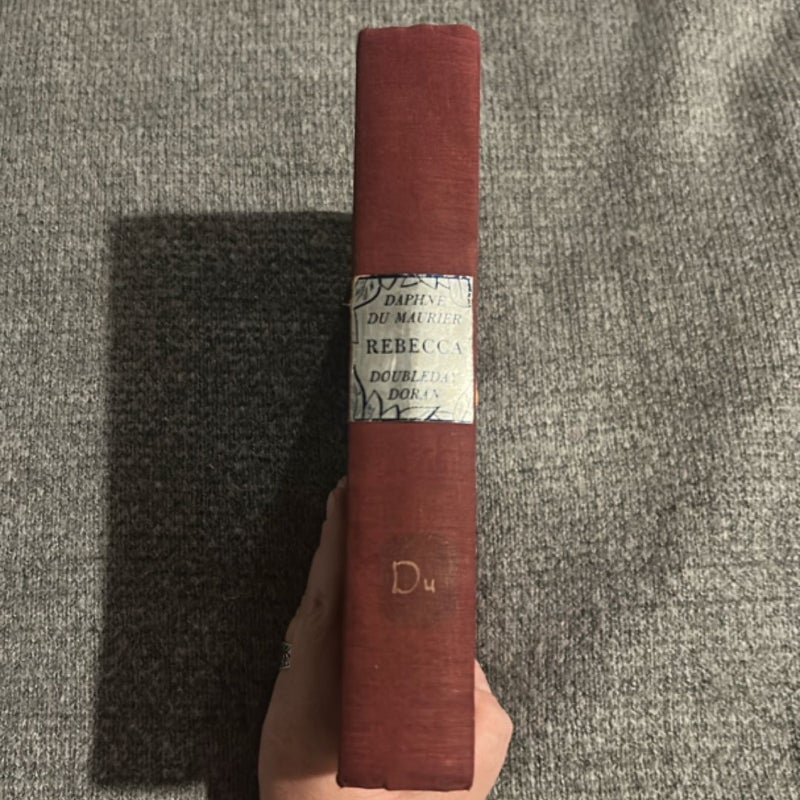 DAPHNE
DU MAURIER
REBECCA
DOUBLEDAY
DORAN
Du